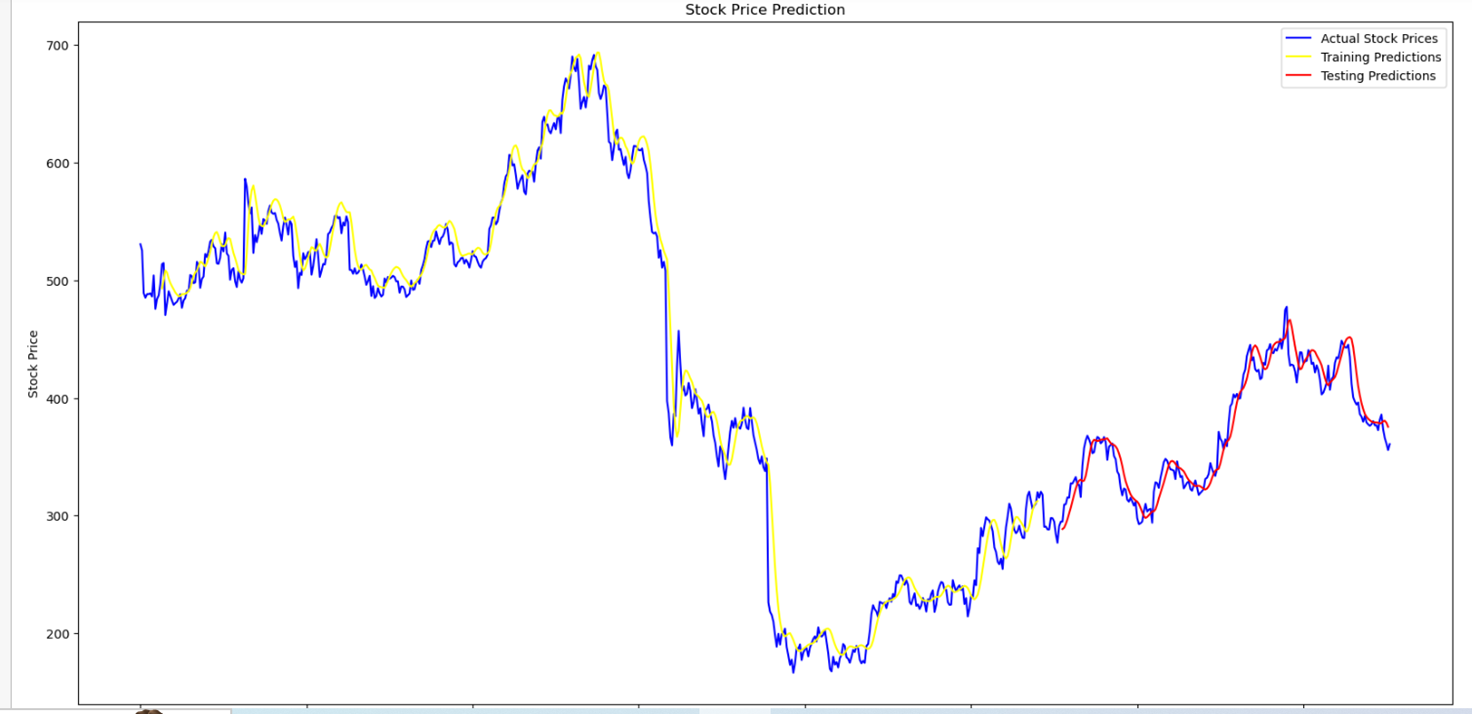 Stock Price Prediction
Actual Stock Prices
Training Predictions
Testing Predictions
700
600
500
400
300
200
Stock Price